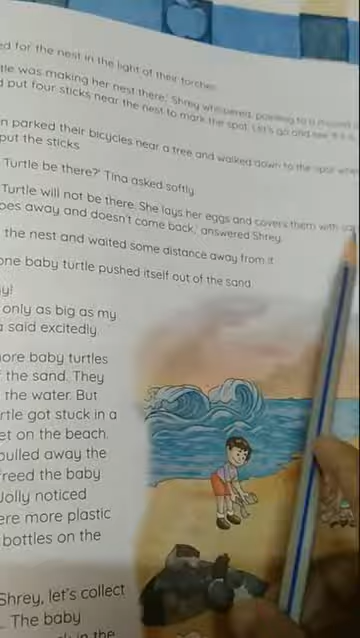 ed for the nest in the light of their torches
tle was making her nest there,' Shrey whispered, pointing to a mound
d put four sticks near the nest to mark the spot. Let's go and see if it is
n parked their bicycles near a tree and walked down to the spot where
put the sticks.
Turtle be there?' Tina asked softly
Turtle will not be there. She lays her eggs and covers them with sa
oes away and doesn't come back,' answered Shrey.
the nest and waited some distance away from it
one baby turtle pushed itself out of the sand
y!
only as big as my
a said excitedly
ore baby turtles
the sand. They
the water. But
rtle got stuck in a
et on the beach.
pulled away the
freed the baby
Jolly noticed
ere more plastic
bottles on the
Shrey, let's collect
. The baby
in the